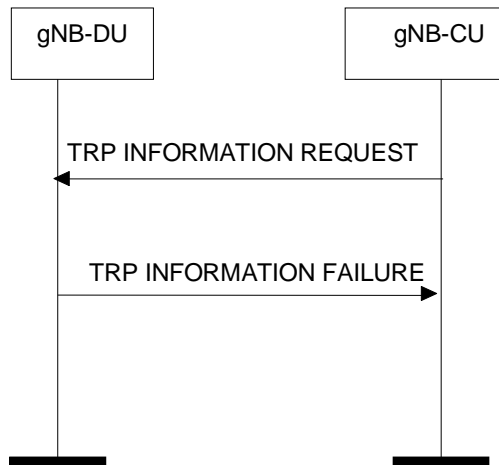 gNB-DU
gNB-CU
TRP INFORMATION REQUEST
TRP INFORMATION FAILURE